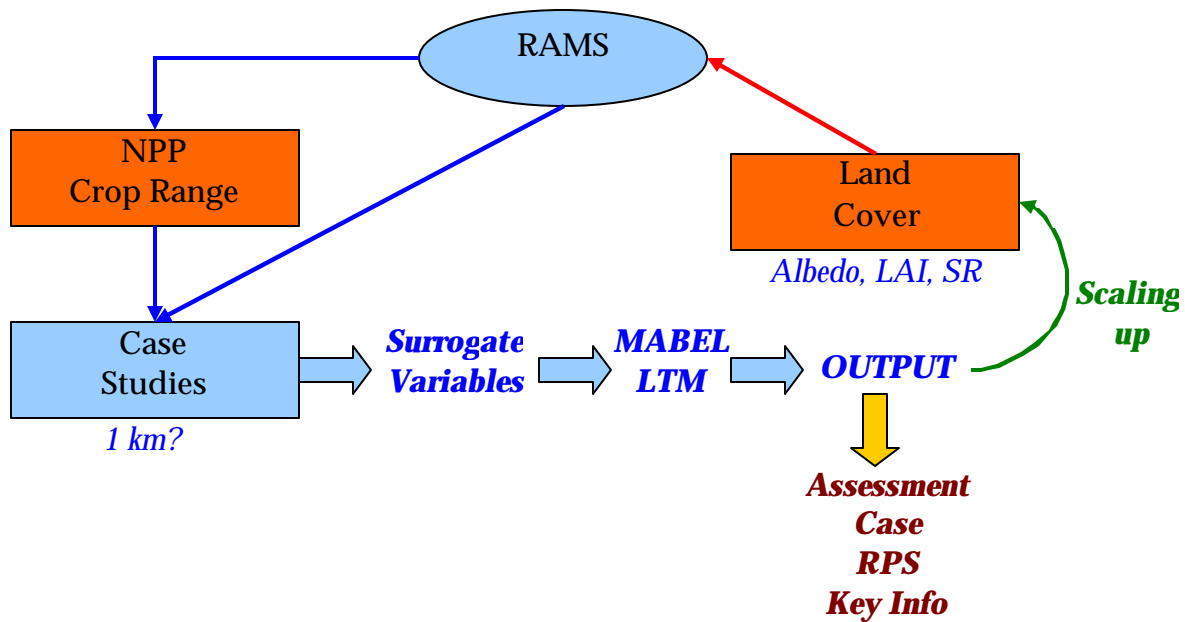 RAMS
NPP
Crop Range
Land
Cover
Albedo, LAI, SR
Scaling
up
Case
Studies
1 km?
Surrogate
Variables
MABEL
LTM
OUTPUT
Assessment
Case
RPS
Key Info